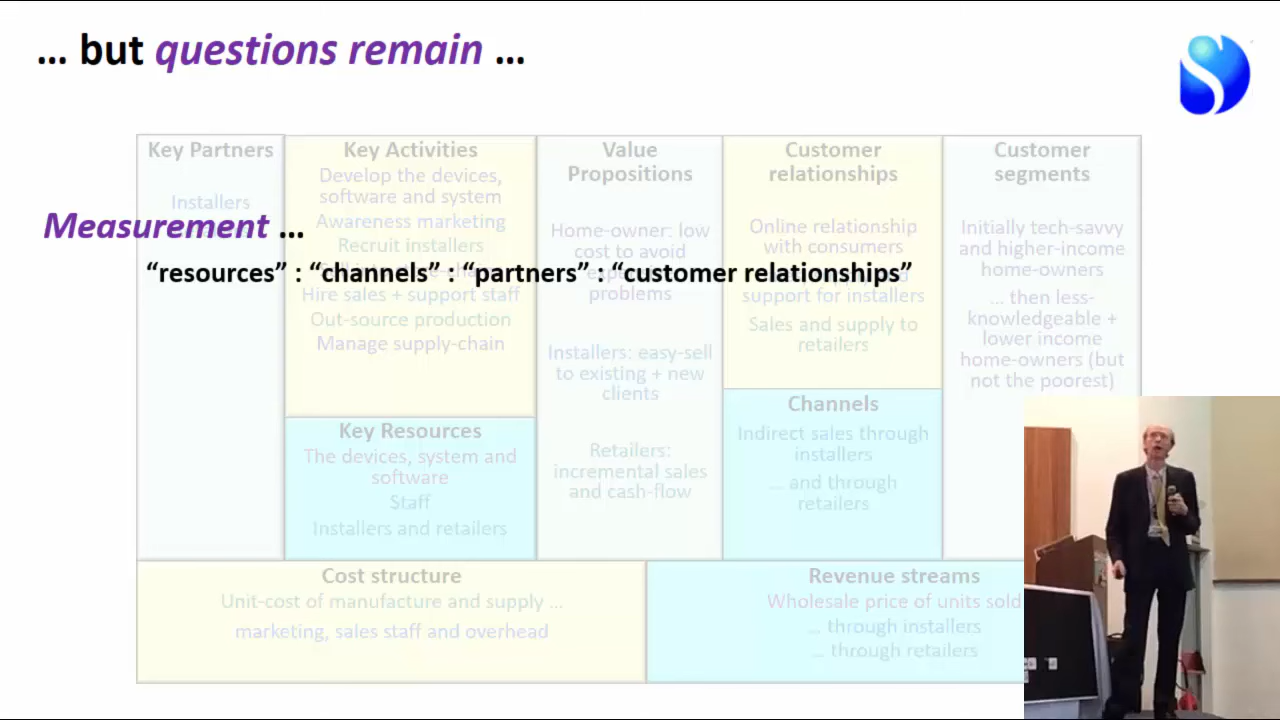 ... but questions remain ...
Key Partners
Installers
Key Activities
Develop the devices,
software and system
Awareness marketing
Recruit installers
Hire sales + support staff
Out-source production
Manage supply-chain
Value
Propositions
Home-owner: low
cost to avoid
problems
Installers: easy-sell
to existing + new
clients
Retailers:
incremental sales
and cash-flow
Customer
relationships
Online relationship
with consumers
support for installers
Sales and supply to
retailers
Customer
segments
Initially tech-savvy
and higher-income
home-owners
... then less-
knowledgeable +
lower income
home-owners (but
not the poorest)
Measurement ...
“resources” : “channels” : “partners” : “customer relationships”
Key Resources
The devices, system and
software
Staff
Installers and retailers
Channels
Indirect sales through
installers
... and through
retailers
Cost structure
Unit-cost of manufacture and supply ...
marketing, sales staff and overhead
Revenue streams
Wholesale price of units sold
... through installers
... through retailers